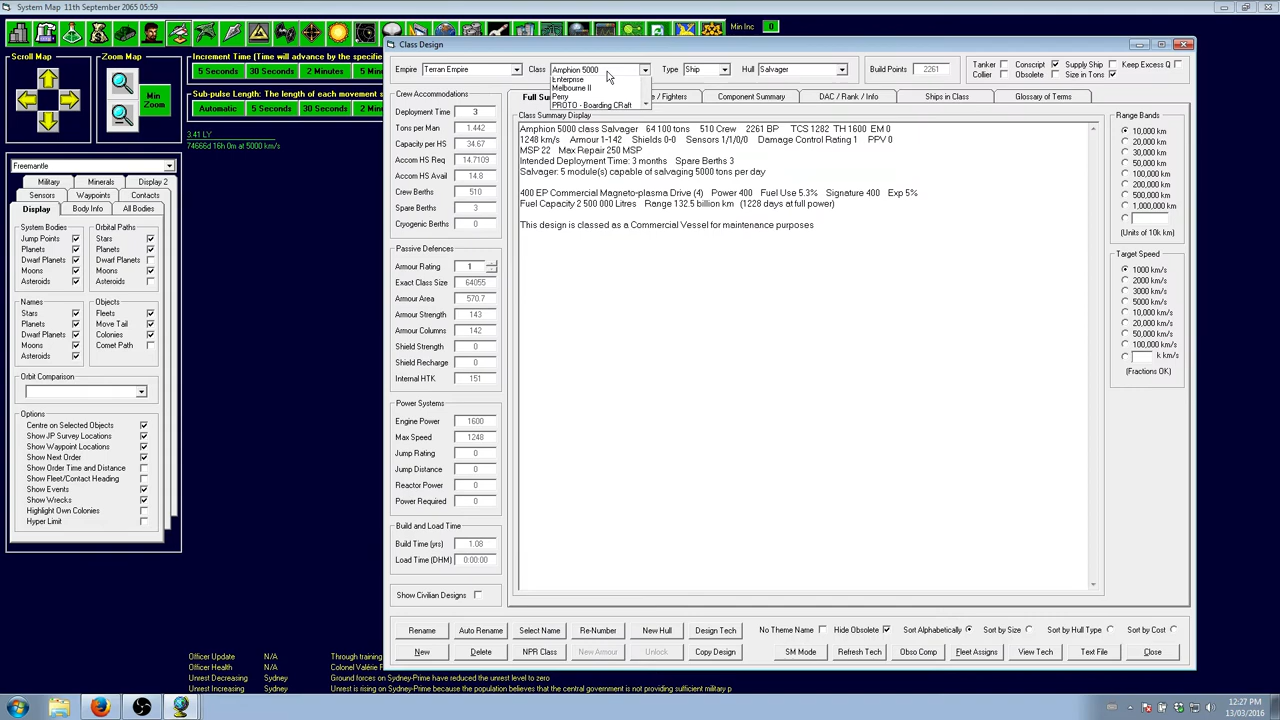 System Map 11th September 2065 05:59
Min Inc 0
Scroll Map
Zoom Map
Min Zoom
Increment Time (Time will advance by the specified
5 Seconds 30 Seconds 2 Minutes
Sub-pulse Length: The length of each movement s
Automatic 5 Seconds 30 Seconds 2 Min
3.41 LY
74666d 16h 0m at 5000 km/s
Freemantle
Military Minerals Display 2
Sensors Waypoints Contacts
Display Body Info All Bodies
System Bodies
Jump Points
Planets
Dwarf Planets
Moons
Asteroids
Orbital Paths
Stars
Planets
Dwarf Planets
Moons
Asteroids
Names
Stars
Planets
Dwarf Planets
Moons
Asteroids
Objects
Fleets
Move Tail
Colonies
Comet Path
Orbit Comparison
Options
Centre on Selected Objects
Show JP Survey Locations
Show Waypoint Locations
Show Next Order
Show Order Time and Distance
Show Fleet/Contact Heading
Show Events
Show Wrecks
Highlight Own Colonies
Hyper Limit
Class Design
Empire Terran Empire
Class Amphion 5000
Enterprise
Melbourne II
Perry
PROTO - Boarding CRaft
Type Ship
Hull Salvager
Build Points 2261
Tanker Conscript Supply Ship Keep Excess Q
Collier Obsolete Size in Tons
Full Sum / Fighters Component Summary DAC / Rank / Info Ships in Class Glossary of Terms
Crew Accommodations
Deployment Time 3
Tons per Man 1.442
Capacity per HS 34.67
Accom HS Req 14.7109
Accom HS Avail 14.8
Crew Berths 510
Spare Berths 3
Cryogenic Berths 0
Passive Defences
Armour Rating 1
Exact Class Size 64055
Armour Area 570.7
Armour Strength 143
Armour Columns 142
Shield Strength 0
Shield Recharge 0
Internal HTK 151
Power Systems
Engine Power 1600
Max Speed 1248
Jump Rating 0
Jump Distance 0
Reactor Power 0
Power Required 0
Build and Load Time
Build Time (yrs) 1.08
Load Time (DHM) 0:00:00
Show Civilian Designs
Class Summary Display
Amphion 5000 class Salvager 64 100 tons 510 Crew 2261 BP TCS 1282 TH 1600 EM 0
1248 km/s Armour 1-142 Shields 0-0 Sensors 1/1/0/0 Damage Control Rating 1 PPV 0
MSP 22 Max Repair 250 MSP
Intended Deployment Time: 3 months Spare Berths 3
Salvager: 5 module(s) capable of salvaging 5000 tons per day
400 EP Commercial Magneto-plasma Drive (4) Power 400 Fuel Use 5.3% Signature 400 Exp 5%
Fuel Capacity 2 500 000 Litres Range 132.5 billion km (1228 days at full power)
This design is classed as a Commercial Vessel for maintenance purposes
Range Bands
10,000 km
20,000 km
30,000 km
50,000 km
100,000 km
200,000 km
500,000 km
1,000,000 km
(Units of 10k km)
Target Speed
1000 km/s
2000 km/s
3000 km/s
5000 km/s
10,000 km/s
20,000 km/s
50,000 km/s
100,000 km/s
k km/s
(Fractions OK)
Rename Auto Rename Select Name Re-Number New Hull Design Tech No Theme Name Hide Obsolete Sort Alphabetically Sort by Size Sort by Hull Type Sort by Cost
New Delete NPR Class New Armour Unlock Copy Design SM Mode Refresh Tech Obso Comp Fleet Assigns View Tech Text File Close
Officer Update N/A Through training
Officer Health N/A Colonel Valérie F
Unrest Decreasing Sydney Ground forces on Sydney-Prime have reduced the unrest level to zero
Unrest Increasing Sydney Unrest is rising on Sydney-Prime because the population believes that the central government is not providing sufficient military p
12:27 PM
13/03/2016